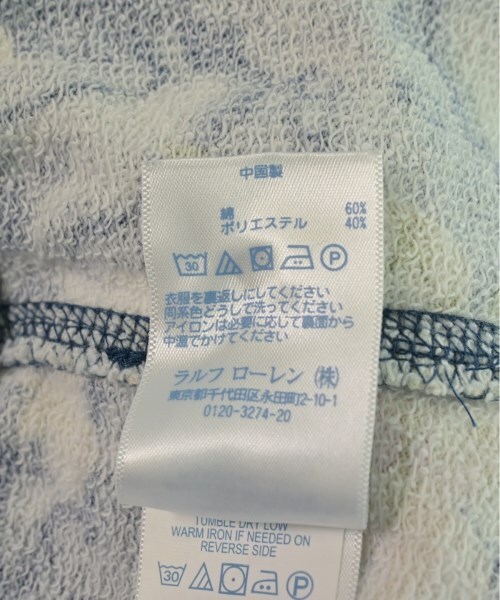 中国製
綿 60%
ポリエステル 40%
30 P
衣服を裏返しにしてください
同系色どうしで洗ってください
アイロンは必要に応じて裏面から
中温でかけてください
ラルフ ローレン (株)
東京都千代田区永田町2-10-1
0120-3274-20
TUMBLE DRY LOW
WARM IRON IF NEEDED ON
REVERSE SIDE
30 P